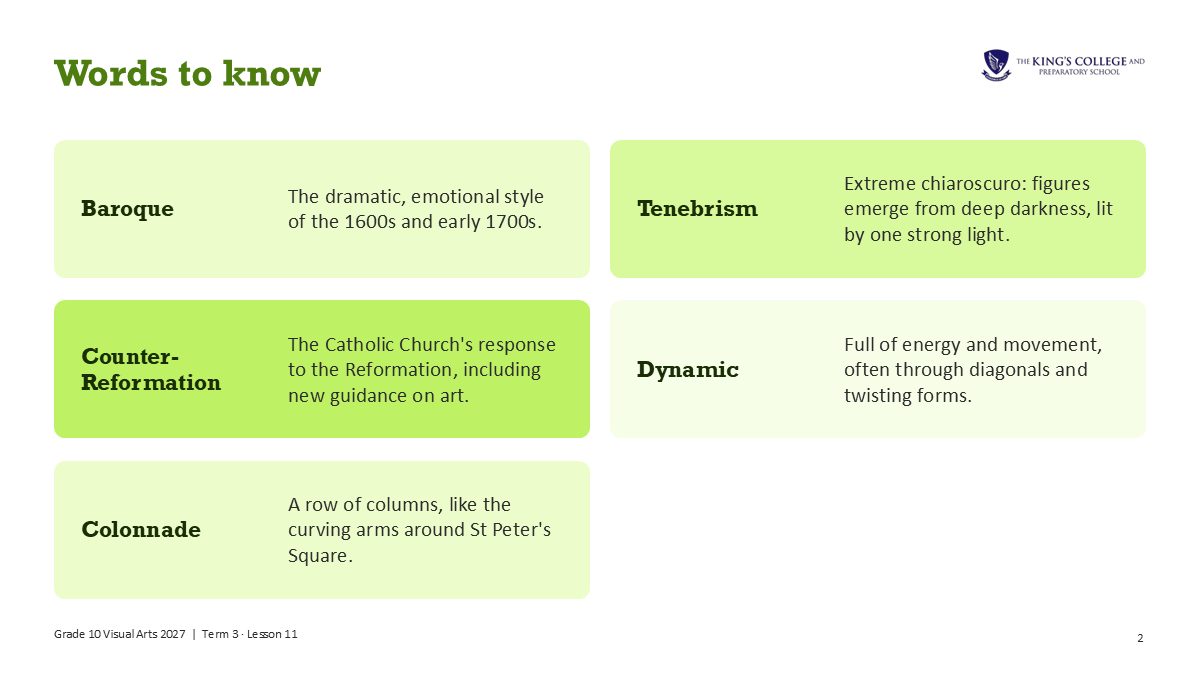 Words to know
THE KING'S COLLEGE AND
PREPARATORY SCHOOL
Baroque
The dramatic, emotional style
of the 1600s and early 1700s.
Tenebrism
Extreme chiaroscuro: figures
emerge from deep darkness, lit
by one strong light.
Counter-
Reformation
The Catholic Church's response
to the Reformation, including
new guidance on art.
Dynamic
Full of energy and movement,
often through diagonals and
twisting forms.
Colonnade
A row of columns, like the
curving arms around St Peter's
Square.
Grade 10 Visual Arts 2027 | Term 3 · Lesson 11
2